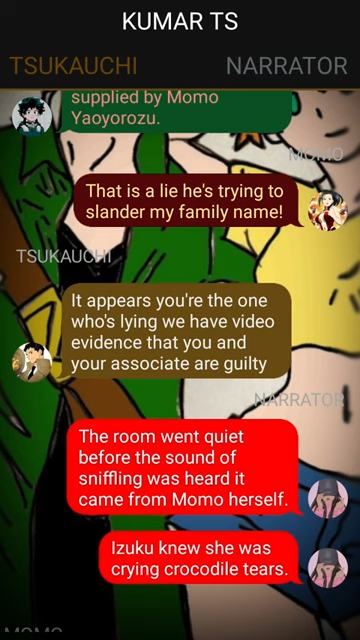 KUMAR TS
TSUKAUCHI
NARRATOR
supplied by Momo
Yaoyorozu.
MOMO
That is a lie he's trying to
slander my family name!
TSUKAUCHI
It appears you're the one
who's lying we have video
evidence that you and
your associate are guilty
NARRATOR
The room went quiet
before the sound of
sniffling was heard it
came from Momo herself.
Izuku knew she was
crying crocodile tears.
MOMO